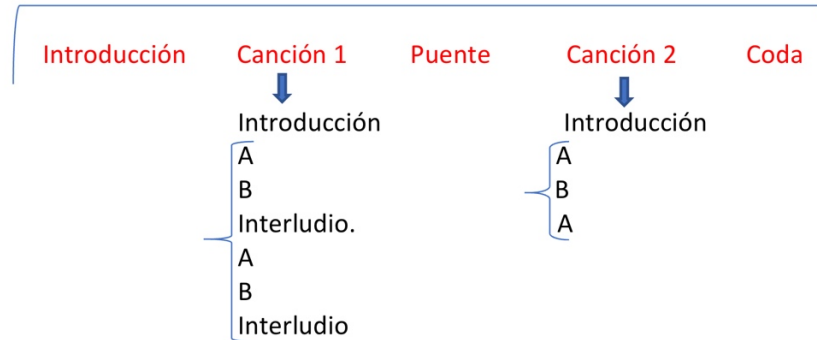 Introducción Canción 1 Puente Canción 2 Coda
Introducción Introducción
A A
B B
Interludio. A
A
B
Interludio